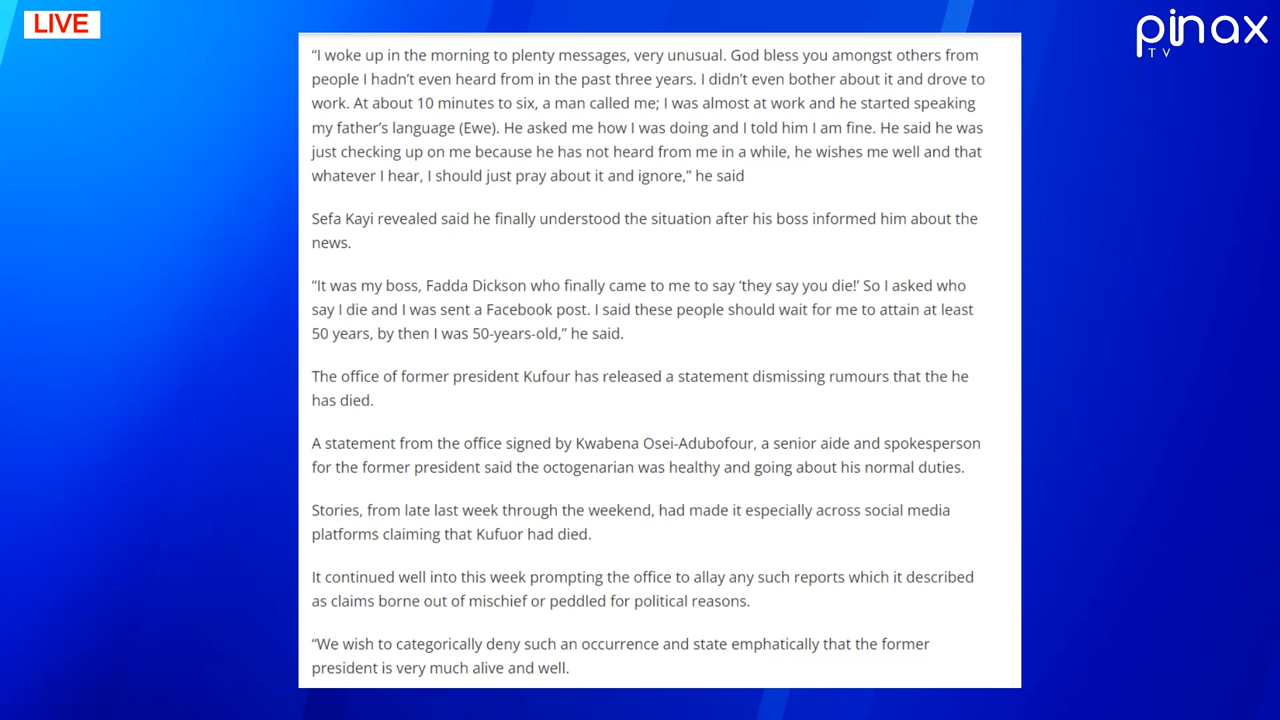 LIVE
pinax
TV
“I woke up in the morning to plenty messages, very unusual. God bless you amongst others from
people I hadn’t even heard from in the past three years. I didn’t even bother about it and drove to
work. At about 10 minutes to six, a man called me; I was almost at work and he started speaking
my father’s language (Ewe). He asked me how I was doing and I told him I am fine. He said he was
just checking up on me because he has not heard from me in a while, he wishes me well and that
whatever I hear, I should just pray about it and ignore,” he said
Sefa Kayi revealed said he finally understood the situation after his boss informed him about the
news.
“It was my boss, Fadda Dickson who finally came to me to say ‘they say you die!’ So I asked who
say I die and I was sent a Facebook post. I said these people should wait for me to attain at least
50 years, by then I was 50-years-old,” he said.
The office of former president Kufour has released a statement dismissing rumours that the he
has died.
A statement from the office signed by Kwabena Osei-Adubofour, a senior aide and spokesperson
for the former president said the octogenarian was healthy and going about his normal duties.
Stories, from late last week through the weekend, had made it especially across social media
platforms claiming that Kufuor had died.
It continued well into this week prompting the office to allay any such reports which it described
as claims borne out of mischief or peddled for political reasons.
“We wish to categorically deny such an occurrence and state emphatically that the former
president is very much alive and well.